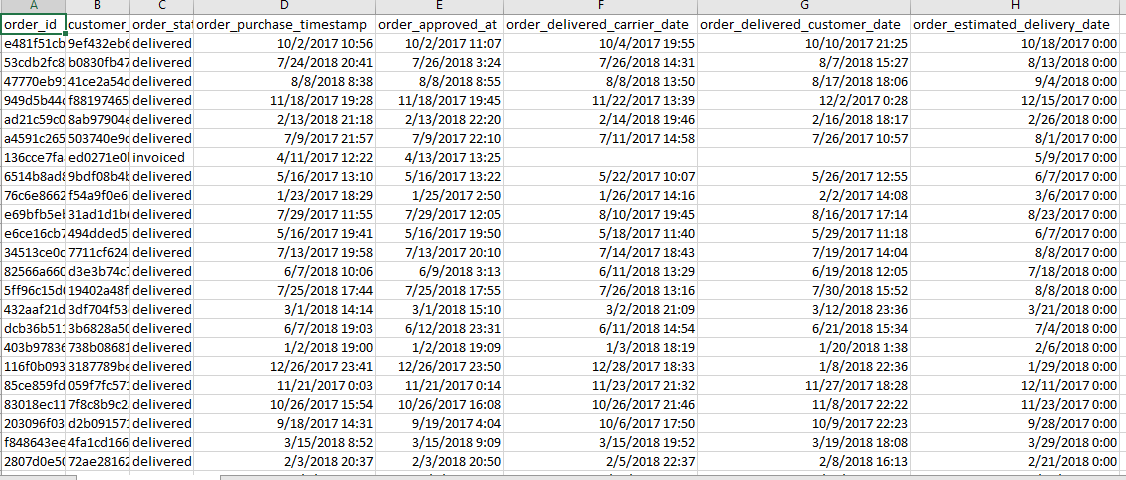 A B C D E F G H
order_id customer_ order_sta order_purchase_timestamp order_approved_at order_delivered_carrier_date order_delivered_customer_date order_estimated_delivery_date
e481f51cb 9ef432eb6 delivered 10/2/2017 10:56 10/2/2017 11:07 10/4/2017 19:55 10/10/2017 21:25 10/18/2017 0:00
53cdb2fc8 b0830fb47 delivered 7/24/2018 20:41 7/26/2018 3:24 7/26/2018 14:31 8/7/2018 15:27 8/13/2018 0:00
47770eb91 41ce2a54c delivered 8/8/2018 8:38 8/8/2018 8:55 8/8/2018 13:50 8/17/2018 18:06 9/4/2018 0:00
949d5b44c f88197465 delivered 11/18/2017 19:28 11/18/2017 19:45 11/22/2017 13:39 12/2/2017 0:28 12/15/2017 0:00
ad21c59c0 8ab97904e delivered 2/13/2018 21:18 2/13/2018 22:20 2/14/2018 19:46 2/16/2018 18:17 2/26/2018 0:00
a4591c265 503740e9c delivered 7/9/2017 21:57 7/9/2017 22:10 7/11/2017 14:58 7/26/2017 10:57 8/1/2017 0:00
136cce7fa ed0271e0 invoiced 4/11/2017 12:22 4/13/2017 13:25 5/9/2017 0:00
6514b8ad8 9bdf08b4b delivered 5/16/2017 13:10 5/16/2017 13:22 5/22/2017 10:07 5/26/2017 12:55 6/7/2017 0:00
76c6e8662 f54a9f0e6 delivered 1/23/2017 18:29 1/25/2017 2:50 1/26/2017 14:16 2/2/2017 14:08 3/6/2017 0:00
e69bfb5eb 31ad1d1b delivered 7/29/2017 11:55 7/29/2017 12:05 8/10/2017 19:45 8/16/2017 17:14 8/23/2017 0:00
e6ce16cb7 494dded5 delivered 5/16/2017 19:41 5/16/2017 19:50 5/18/2017 11:40 5/29/2017 11:18 6/7/2017 0:00
34513ce0c 7711cf624 delivered 7/13/2017 19:58 7/13/2017 20:10 7/14/2017 18:43 7/19/2017 14:04 8/8/2017 0:00
82566a660 d3e3b74c7 delivered 6/7/2018 10:06 6/9/2018 3:13 6/11/2018 13:29 6/19/2018 12:05 7/18/2018 0:00
5ff96c15d 19402a48f delivered 7/25/2018 17:44 7/25/2018 17:55 7/26/2018 13:16 7/30/2018 15:52 8/8/2018 0:00
432aaf21d 3df704f53 delivered 3/1/2018 14:14 3/1/2018 15:10 3/2/2018 21:09 3/12/2018 23:36 3/21/2018 0:00
dcb36b511 3b6828a50 delivered 6/7/2018 19:03 6/12/2018 23:31 6/11/2018 14:54 6/21/2018 15:34 7/4/2018 0:00
403b97836 738b08681 delivered 1/2/2018 19:00 1/2/2018 19:09 1/3/2018 18:19 1/20/2018 1:38 2/6/2018 0:00
116f0b093 3187789be delivered 12/26/2017 23:41 12/26/2017 23:50 12/28/2017 18:33 1/8/2018 22:36 1/29/2018 0:00
85ce859fd 059f7fc571 delivered 11/21/2017 0:03 11/21/2017 0:14 11/23/2017 21:32 11/27/2017 18:28 12/11/2017 0:00
83018ec11 7f8c8b9c2 delivered 10/26/2017 15:54 10/26/2017 16:08 10/26/2017 21:46 11/8/2017 22:22 11/23/2017 0:00
203096f03 d2b091571 delivered 9/18/2017 14:31 9/19/2017 4:04 10/6/2017 17:50 10/9/2017 22:23 9/28/2017 0:00
f848643ee 4fa1cd166 delivered 3/15/2018 8:52 3/15/2018 9:09 3/15/2018 19:52 3/19/2018 18:08 3/29/2018 0:00
2807d0e50 72ae28162 delivered 2/3/2018 20:37 2/3/2018 20:50 2/5/2018 22:37 2/8/2018 16:13 2/21/2018 0:00